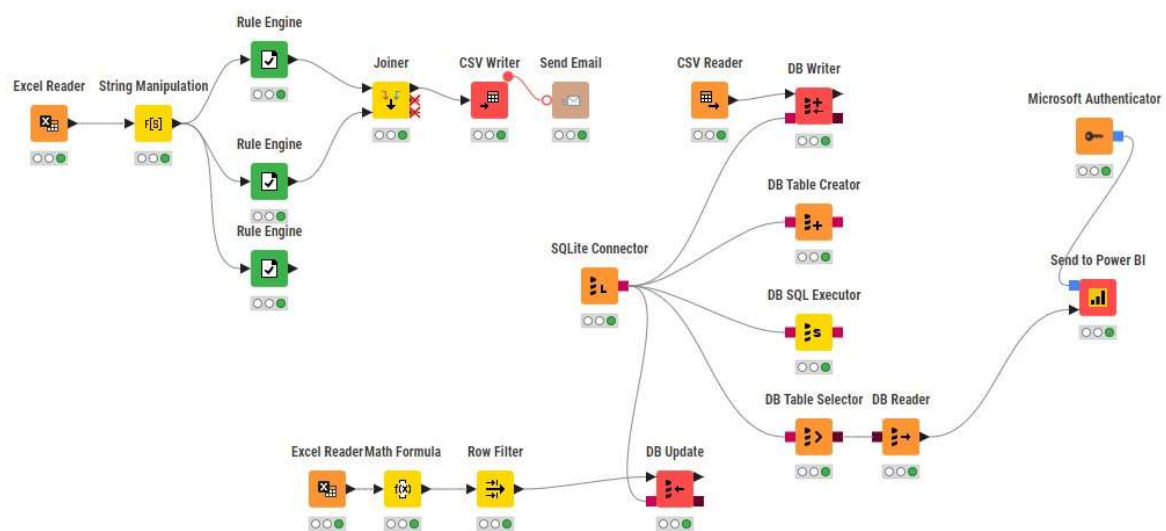 Rule Engine
Excel Reader
String Manipulation
f[S]
Joiner
CSV Writer
Send Email
CSV Reader
DB Writer
Microsoft Authenticator
Rule Engine
DB Table Creator
Rule Engine
SQLite Connector
L
Send to Power BI
DB SQL Executor
S
DB Table Selector
DB Reader
Excel Reader
Math Formula
f(x)
Row Filter
DB Update